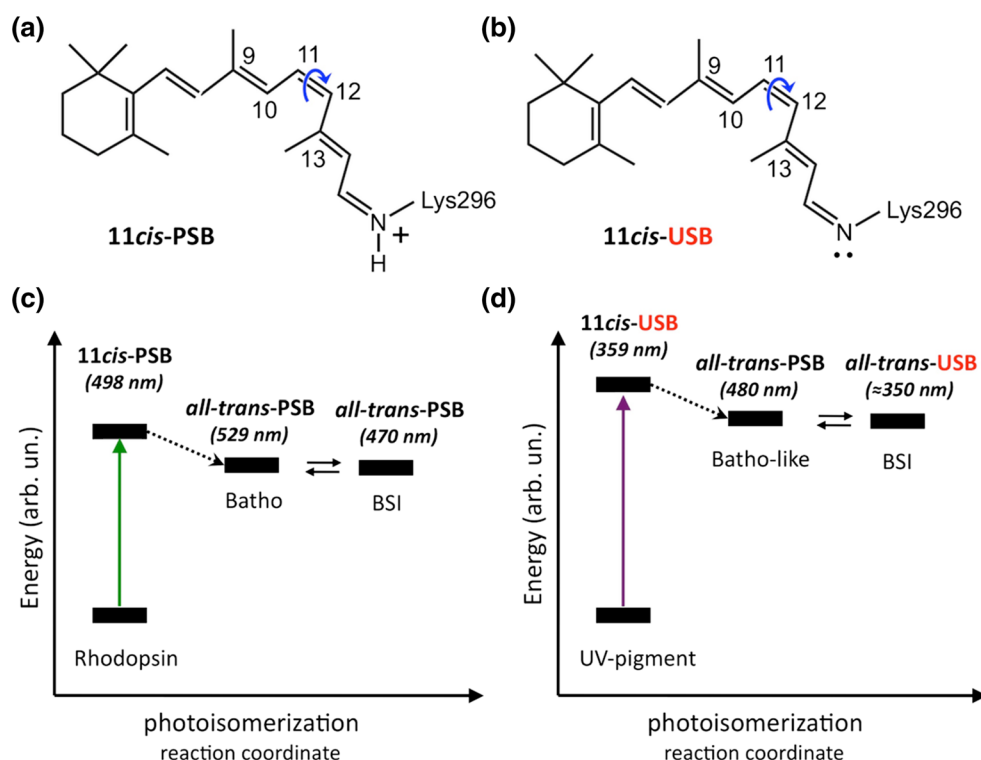 (a)
9
11
10
12
13
N
H
+
Lys296
11cis-PSB
(b)
9
11
10
12
13
N
••
Lys296
11cis-USB
(c)
Energy (arb. un.)
11cis-PSB
(498 nm)
all-trans-PSB
(529 nm)
all-trans-PSB
(470 nm)
Batho
BSI
Rhodopsin
photoisomerization
reaction coordinate
(d)
Energy (arb. un.)
11cis-USB
(359 nm)
all-trans-PSB
(480 nm)
all-trans-USB
(≈350 nm)
Batho-like
BSI
UV-pigment
photoisomerization
reaction coordinate